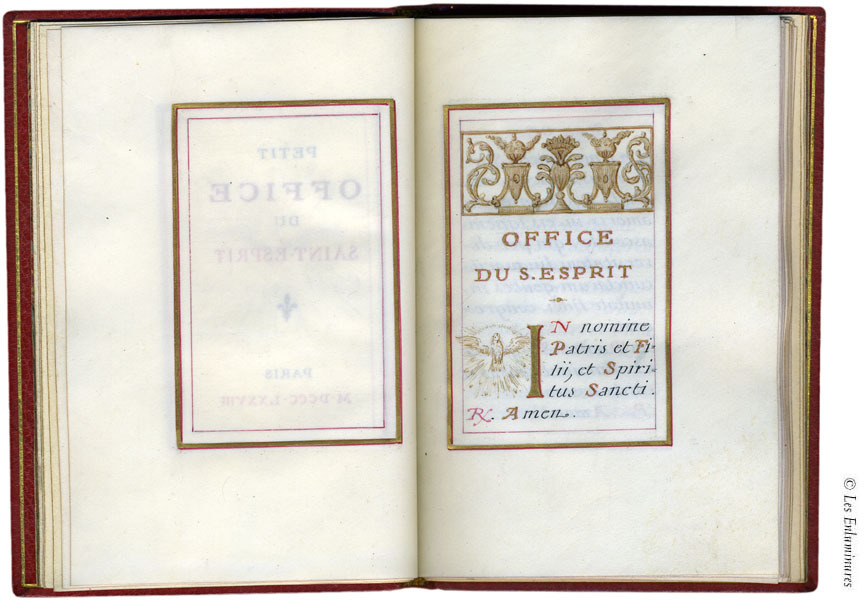 PETIT
OFFICE
DU
SAINT-ESPRIT
PARIS
M DCCC-LXXVIII
OFFICE
DU S. ESPRIT
IN nomine
Patris et Fi-
lii, et Spiri-
tus Sancti.
℟. Amen.
© Les Enluminures